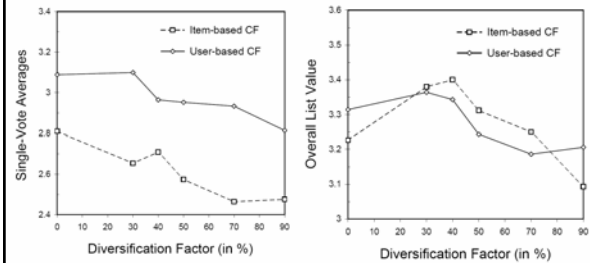 3.4
3.2
3
2.8
2.6
2.4
Single-Vote Averages
Item-based CF
User-based CF
0 10 20 30 40 50 60 70 80 90
Diversification Factor (in %)
3.6
3.5
3.4
3.3
3.2
3.1
3
Overall List Value
Item-based CF
User-based CF
0 10 20 30 40 50 60 70 80 90
Diversification Factor (in %)